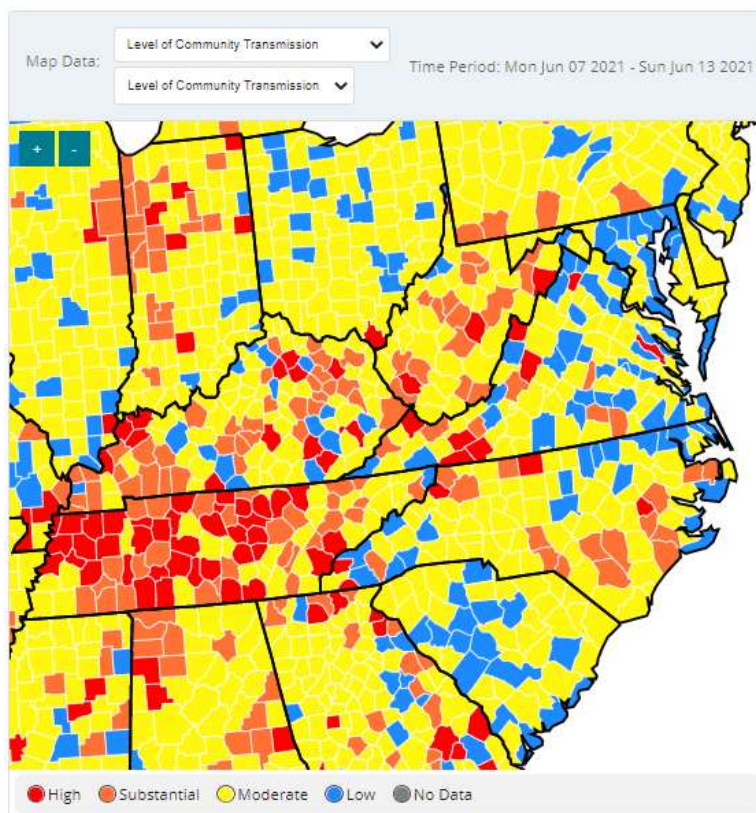 Map Data:
Level of Community Transmission
Level of Community Transmission
Time Period: Mon Jun 07 2021 - Sun Jun 13 2021
+ -
High Substantial Moderate Low No Data